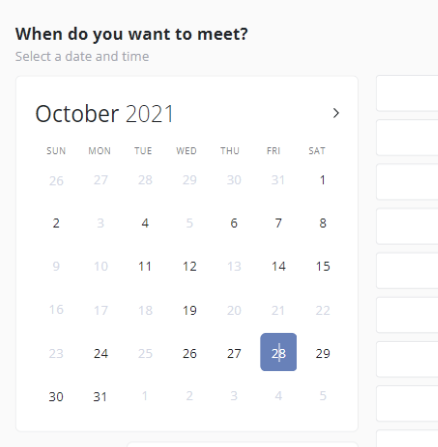 When do you want to meet?
Select a date and time
October 2021
SUN MON TUE WED THU FRI SAT
26 27 28 29 30 31 1
2 3 4 5 6 7 8
9 10 11 12 13 14 15
16 17 18 19 20 21 22
23 24 25 26 27 28 29
30 31 1 2 3 4 5